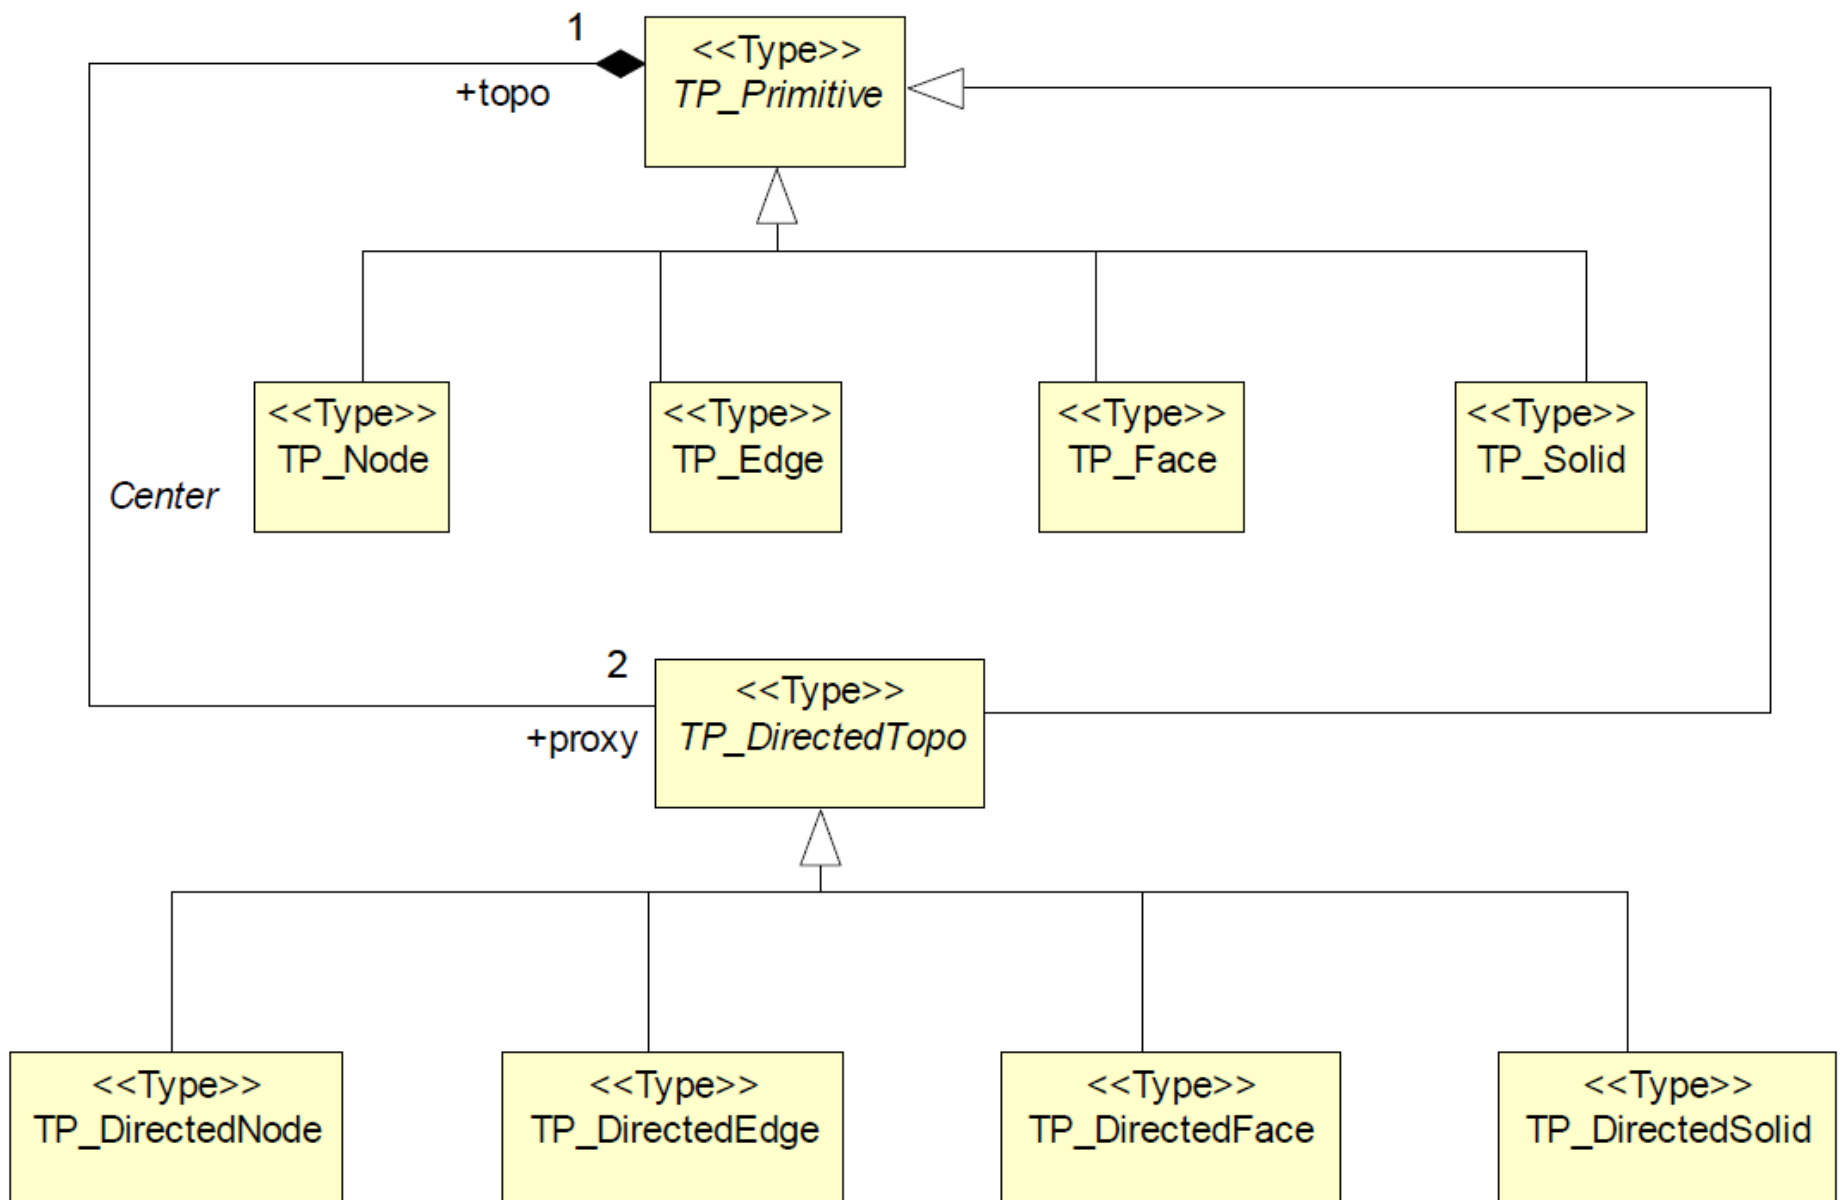 1
<<Type>>
TP_Primitive
+topo
<<Type>>
TP_Node
<<Type>>
TP_Edge
<<Type>>
TP_Face
<<Type>>
TP_Solid
Center
2
<<Type>>
TP_DirectedTopo
+proxy
<<Type>>
TP_DirectedNode
<<Type>>
TP_DirectedEdge
<<Type>>
TP_DirectedFace
<<Type>>
TP_DirectedSolid